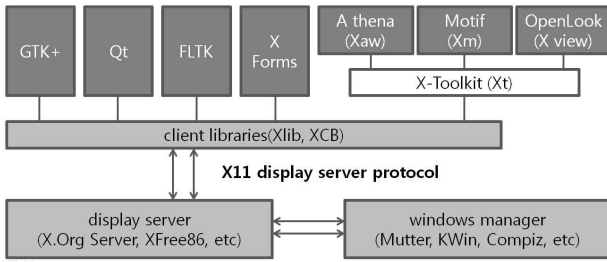 GTK+
Qt
FLTK
X
Forms
A thena
(Xaw)
Motif
(Xm)
OpenLook
(X view)
X-Toolkit (Xt)
client libraries(Xlib, XCB)
X11 display server protocol
display server
(X.Org Server, XFree86, etc)
windows manager
(Mutter, KWin, Compiz, etc)